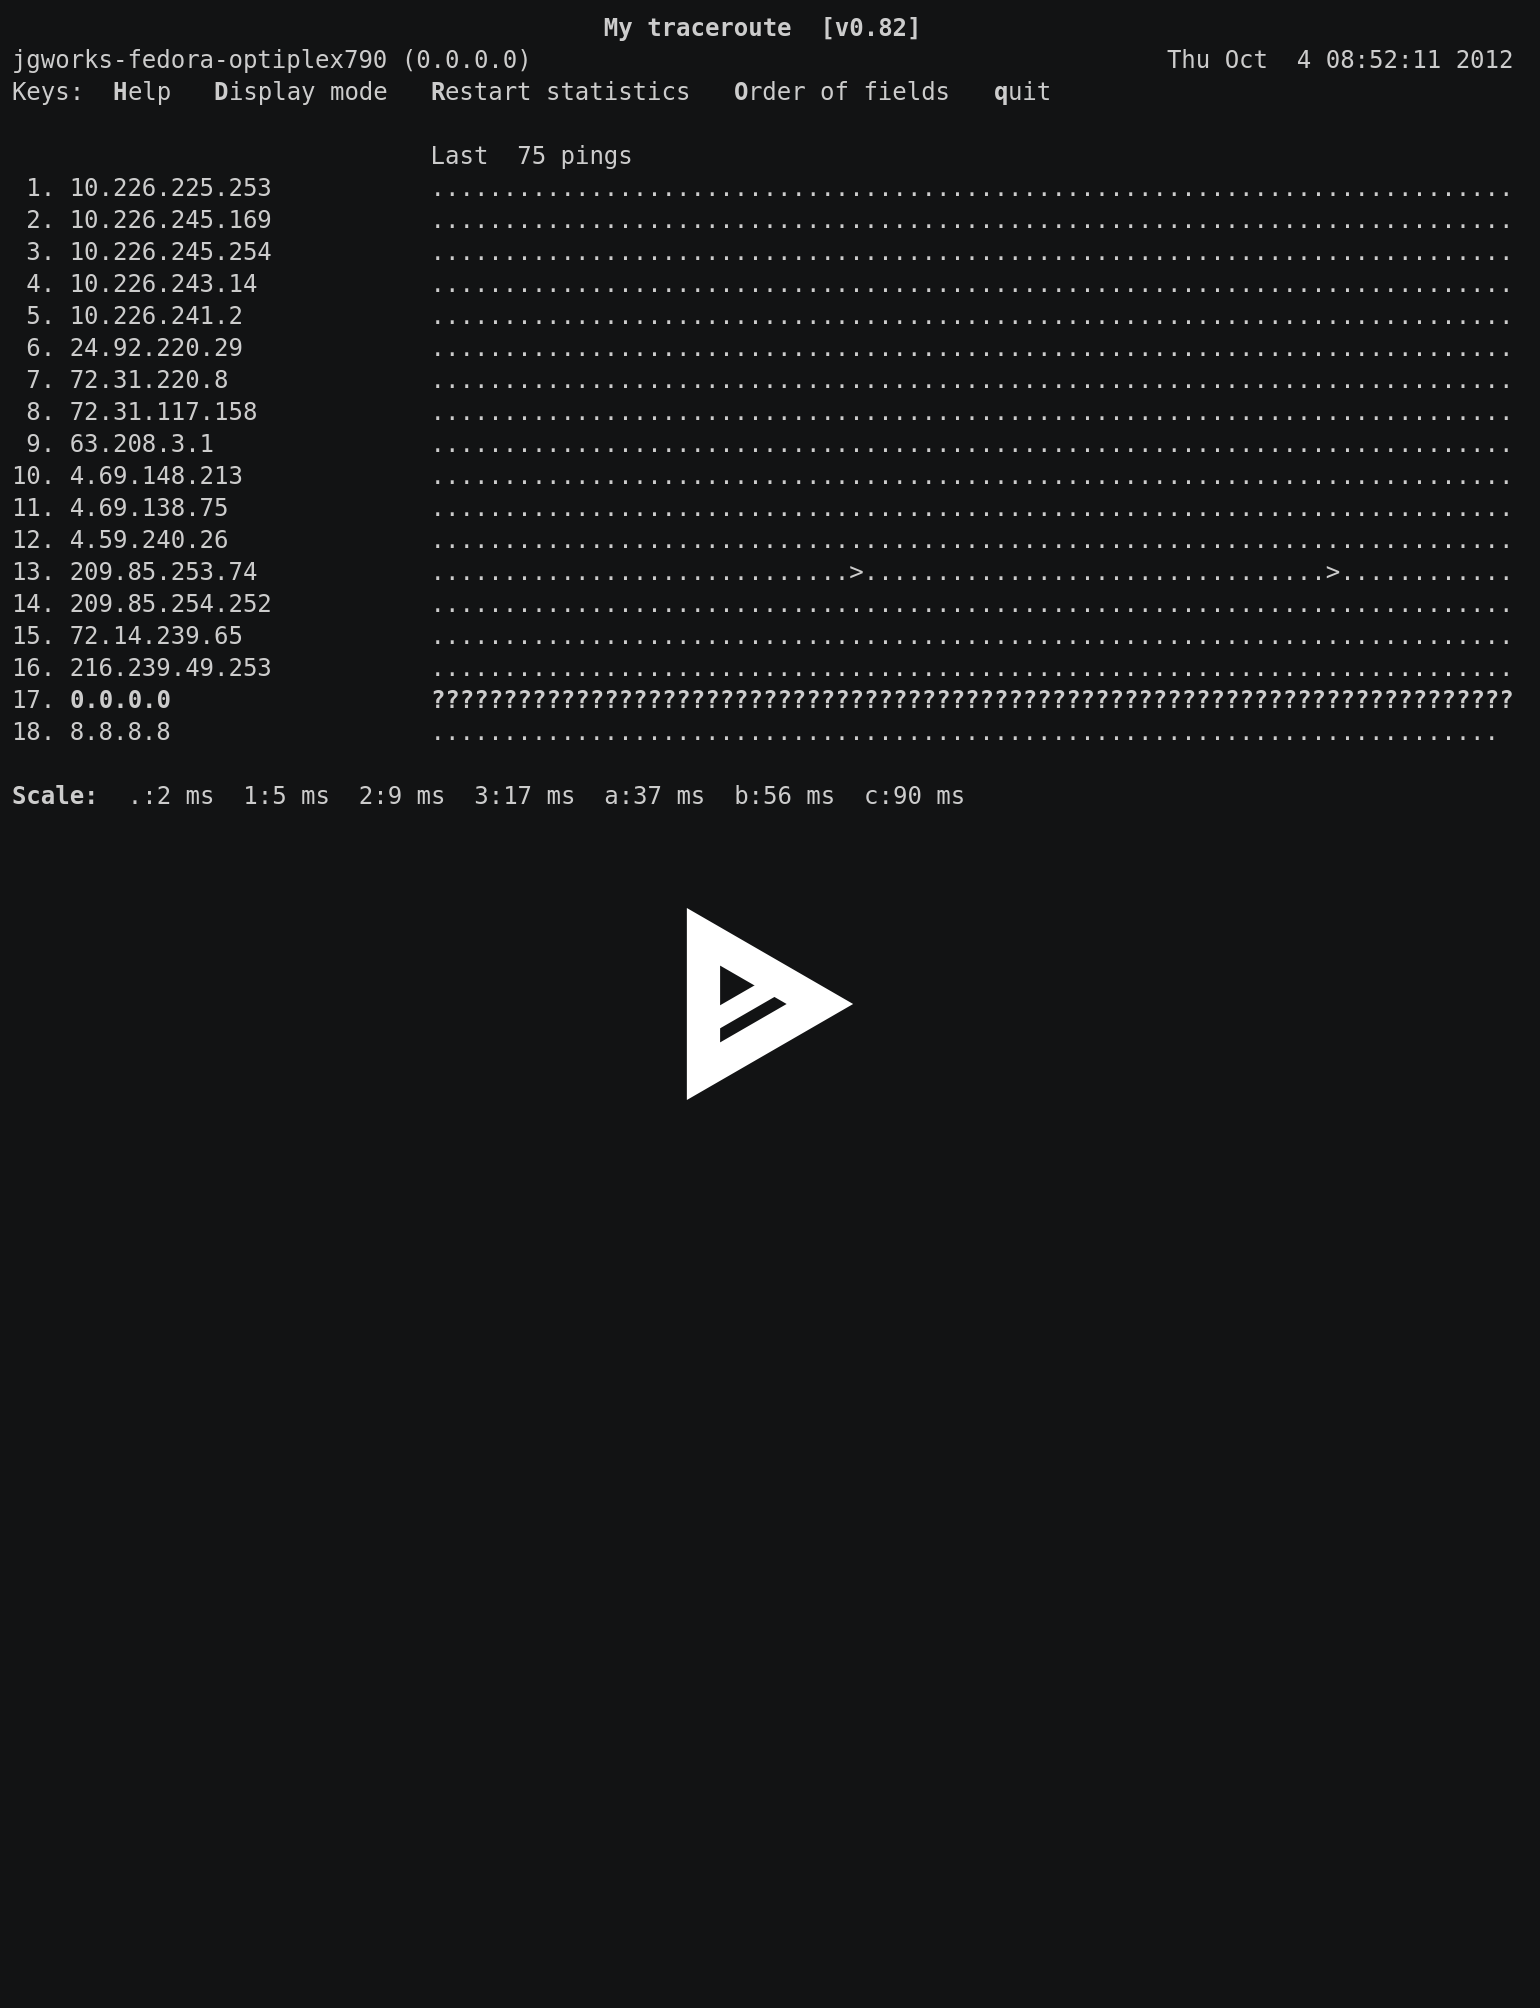 My traceroute  [v0.82]
jgworks-fedora-optiplex790 (0.0.0.0)                                            Thu Oct  4 08:52:11 2012
Keys:  Help   Display mode   Restart statistics   Order of fields   quit
Last  75 pings
 1. 10.226.225.253           ...........................................................................
 2. 10.226.245.169           ...........................................................................
 3. 10.226.245.254           ...........................................................................
 4. 10.226.243.14            ...........................................................................
 5. 10.226.241.2             ...........................................................................
 6. 24.92.220.29             ...........................................................................
 7. 72.31.220.8              ...........................................................................
 8. 72.31.117.158            ...........................................................................
 9. 63.208.3.1               ...........................................................................
10. 4.69.148.213             ...........................................................................
11. 4.69.138.75              ...........................................................................
12. 4.59.240.26              ...........................................................................
13. 209.85.253.74            .............................>................................>............
14. 209.85.254.252           ...........................................................................
15. 72.14.239.65             ...........................................................................
16. 216.239.49.253           ...........................................................................
17. 0.0.0.0                  ???????????????????????????????????????????????????????????????????????????
18. 8.8.8.8                  ..........................................................................
Scale:  .:2 ms  1:5 ms  2:9 ms  3:17 ms  a:37 ms  b:56 ms  c:90 ms